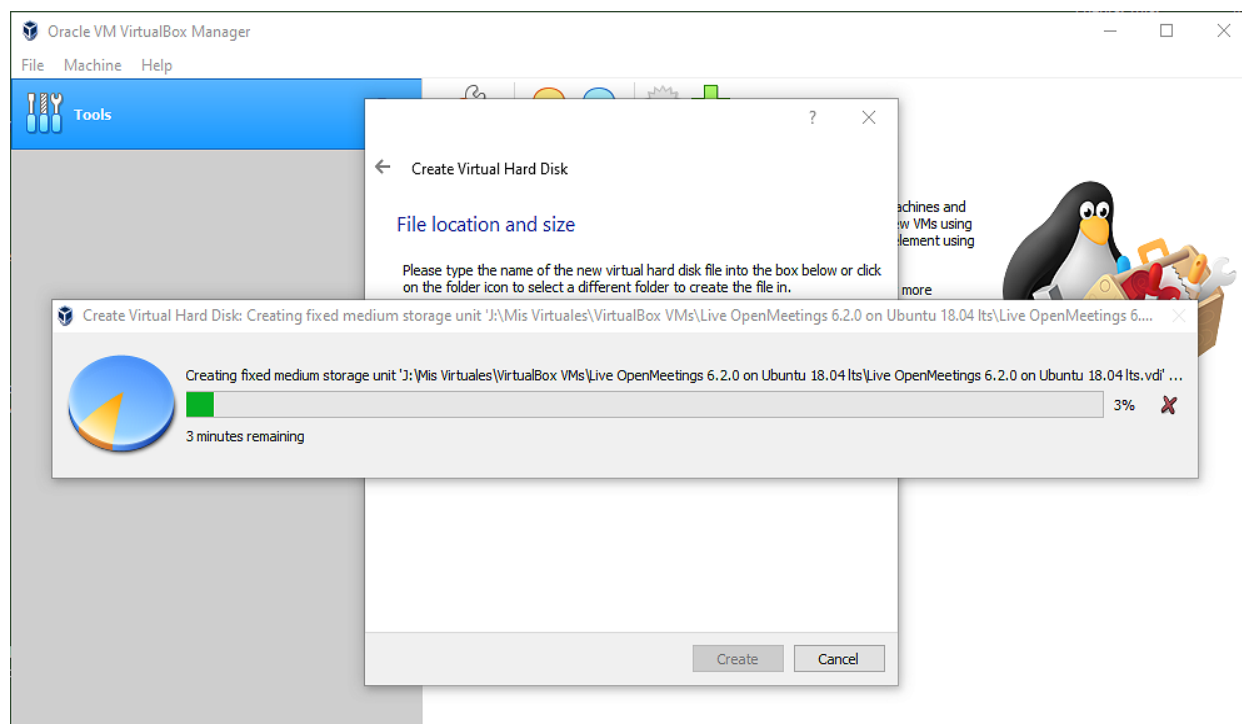 Oracle VM VirtualBox Manager
File Machine Help
Tools
?
Create Virtual Hard Disk
File location and size
Please type the name of the new virtual hard disk file into the box below or click
on the folder icon to select a different folder to create the file in.
achines and
w VMs using
lement using
more
Create Virtual Hard Disk: Creating fixed medium storage unit 'J:\Mis Virtuales\VirtualBox VMs\Live OpenMeetings 6.2.0 on Ubuntu 18.04 lts\Live OpenMeetings 6....
Creating fixed medium storage unit 'J:\Mis Virtuales\VirtualBox VMs\Live OpenMeetings 6.2.0 on Ubuntu 18.04 lts\Live OpenMeetings 6.2.0 on Ubuntu 18.04 lts.vdi' ...
3%
3 minutes remaining
Create Cancel